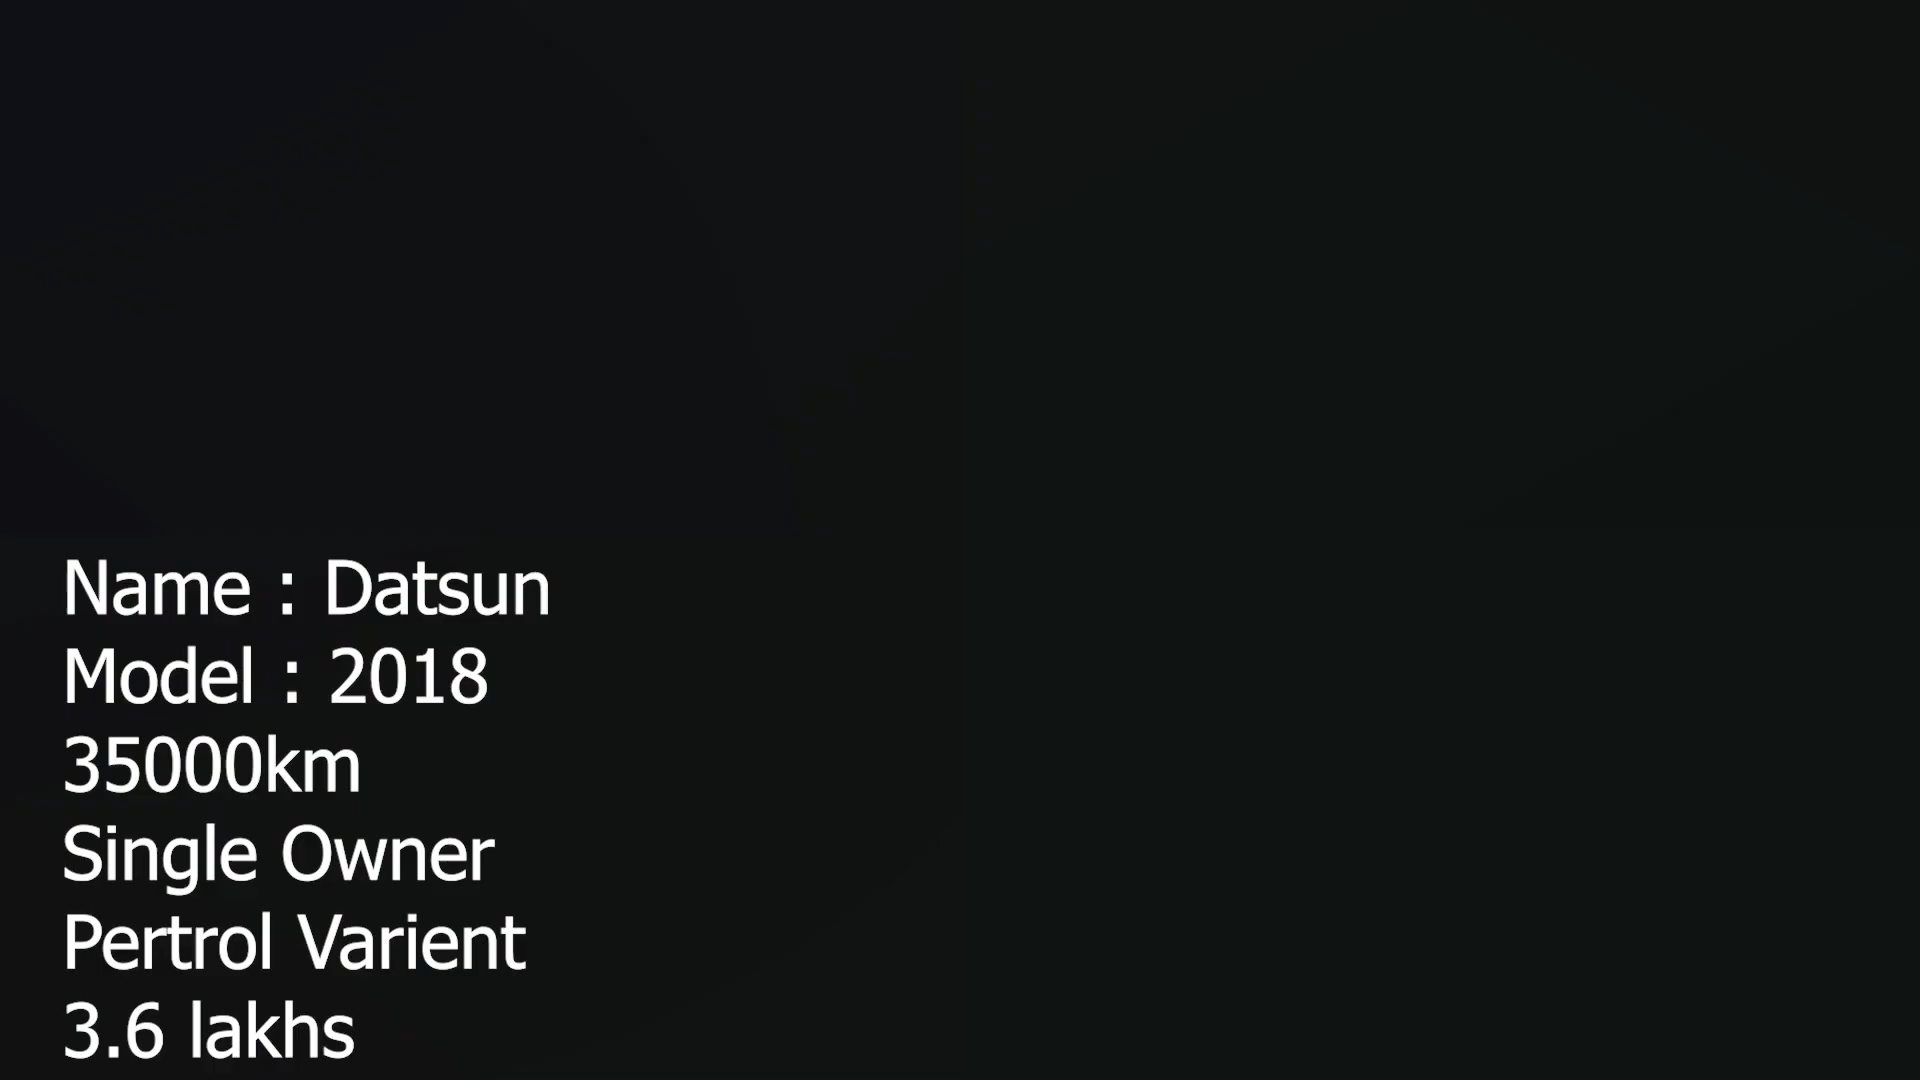 Name : Datsun
Model : 2018
35000km
Single Owner
Pertrol Varient
3.6 lakhs